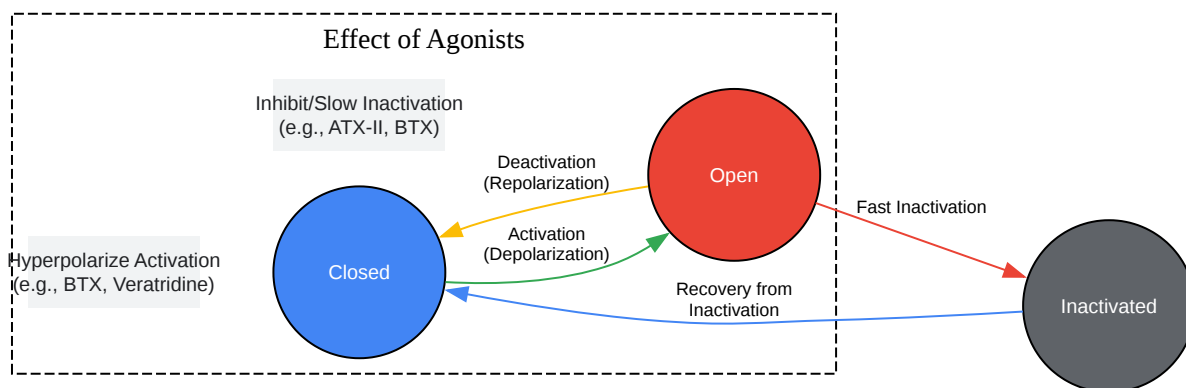 Effect of Agonists
Inhibit/Slow Inactivation
(e.g., ATX-II, BTX)
Deactivation
(Repolarization)
Open
Fast Inactivation
Activation
(Depolarization)
Hyperpolarize Activation
(e.g., BTX, Veratridine)
Closed
Recovery from
Inactivation
Inactivated